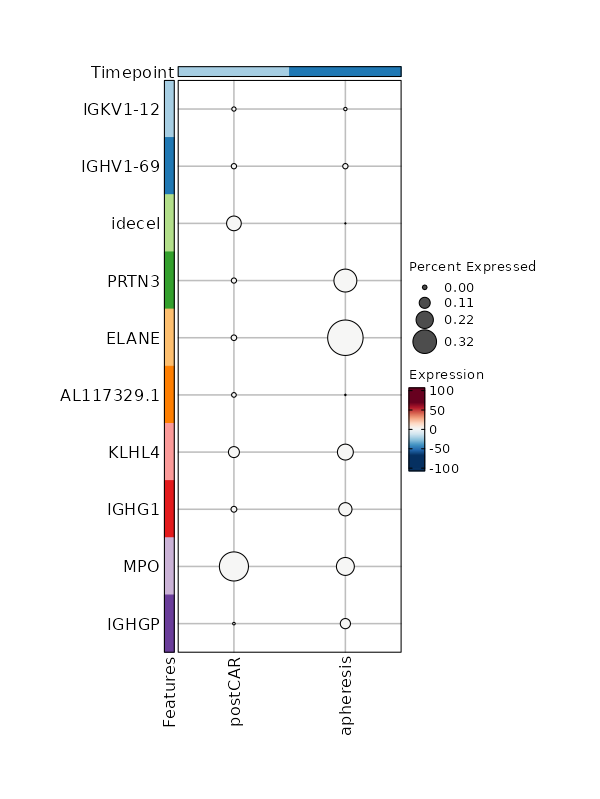 Timepoint
IGKV1-12
IGHV1-69
idecel
PRTN3
ELANE
AL117329.1
KLHL4
IGHG1
MPO
IGHGP
Features
postCAR
apheresis
Percent Expressed
0.00
0.11
0.22
0.32
Expression
100
50
0
-50
-100